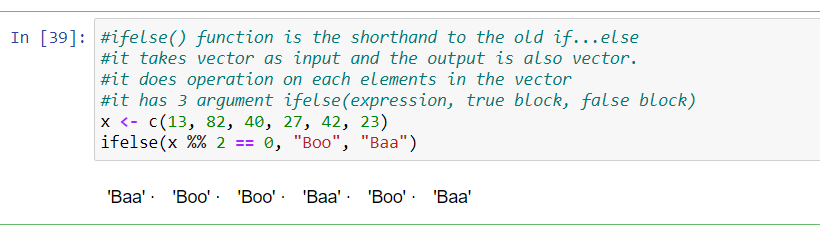 In [39]: #ifelse() function is the shorthand to the old if...else
#it takes vector as input and the output is also vector.
#it does operation on each elements in the vector
#it has 3 argument ifelse(expression, true block, false block)
x <- c(13, 82, 40, 27, 42, 23)
ifelse(x %% 2 == 0, "Boo", "Baa")
'Baa' · 'Boo' · 'Boo' · 'Baa' · 'Boo' · 'Baa'